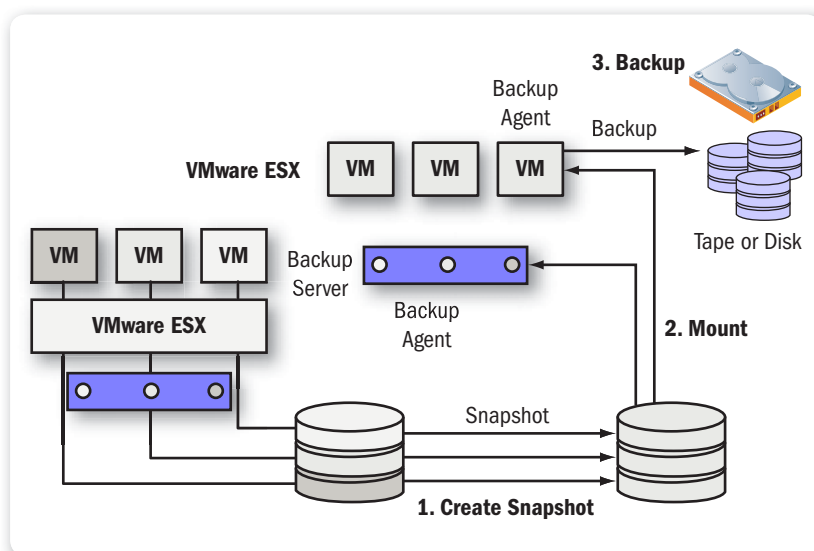 3. Backup
Backup
Agent
Backup
VMware ESX
VM
VM
VM
Tape or Disk
VM
VM
VM
Backup
Server
VMware ESX
Backup
Agent
2. Mount
Snapshot
1. Create Snapshot